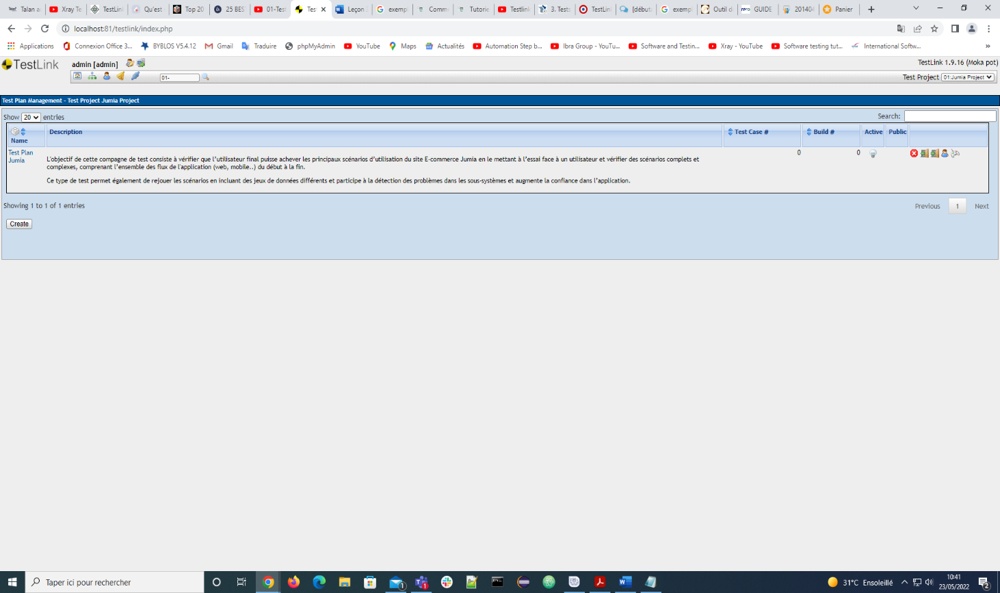 Talan a
Xray Te
TestLin
Qu'est
Top 20
25 BES
01-Test
Tes
Leçon
exemp
Comm
Tutorie
Testlin
3. Tests
TestLin
[début
exemp
Outil d
GUIDE
20140
Panier
localhost:81/testlink/index.php
Applications
Connexion Office 3...
BYBLOS V5.4.12
Gmail
Traduire
phpMyAdmin
YouTube
Maps
Actualités
Automation Step b...
Ibra Group - YouTu...
Software and Testin...
Xray - YouTube
Software testing tut...
International Softw...
»
TestLink
admin [admin]
TestLink 1.9.16 (Moka pot)
01-
Test Project 01:Jumia Project
Test Plan Management - Test Project Jumia Project
Show 20 entries
Search:
Name
Description
Test Case #
Build #
Active
Public
Test Plan
Jumia
L'objectif de cette compagne de test consiste à vérifier que l'utilisateur final puisse achever les principaux scénarios d'utilisation du site E-commerce Jumia en le mettant à l'essai face à un utilisateur et vérifier des scénarios complets et
complexes, comprenant l'ensemble des flux de l'application (web, mobile..) du début à la fin.
Ce type de test permet également de rejouer les scénarios en incluant des jeux de données différents et participe à la détection des problèmes dans les sous-systèmes et augmente la confiance dans l'application.
0
0
Showing 1 to 1 of 1 entries
Previous 1 Next
Create
Taper ici pour rechercher
1
1
31°C Ensoleillé
10:41
23/05/2022
2